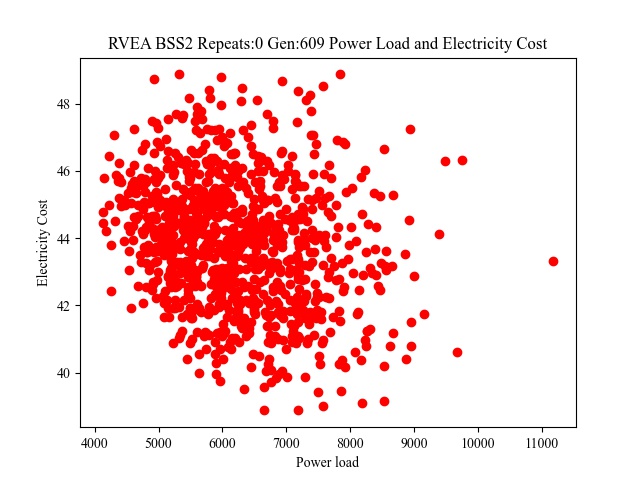 RVEA BSS2 Repeats:0 Gen:609 Power Load and Electricity Cost
Electricity Cost
48
46
44
42
40
4000 5000 6000 7000 8000 9000 10000 11000
Power load